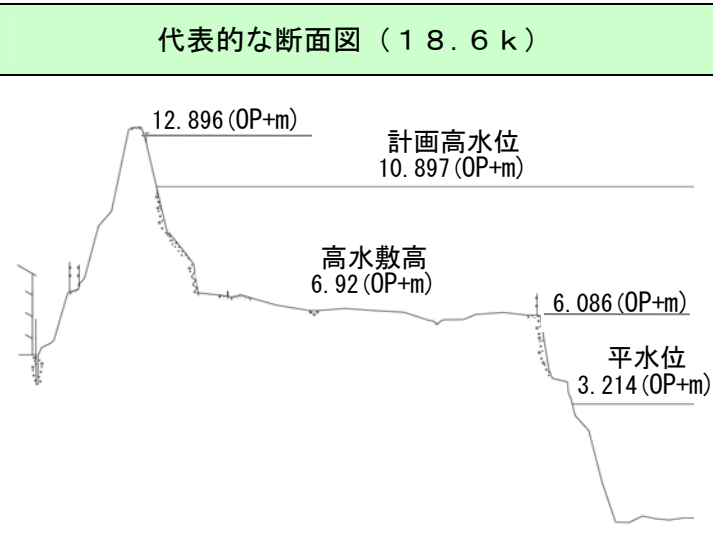 代表的な断面図（１８．６ｋ）
12.896(OP+m)
計画高水位
10.897(OP+m)
高水敷高
6.92(OP+m)
6.086(OP+m)
平水位
3.214(OP+m)